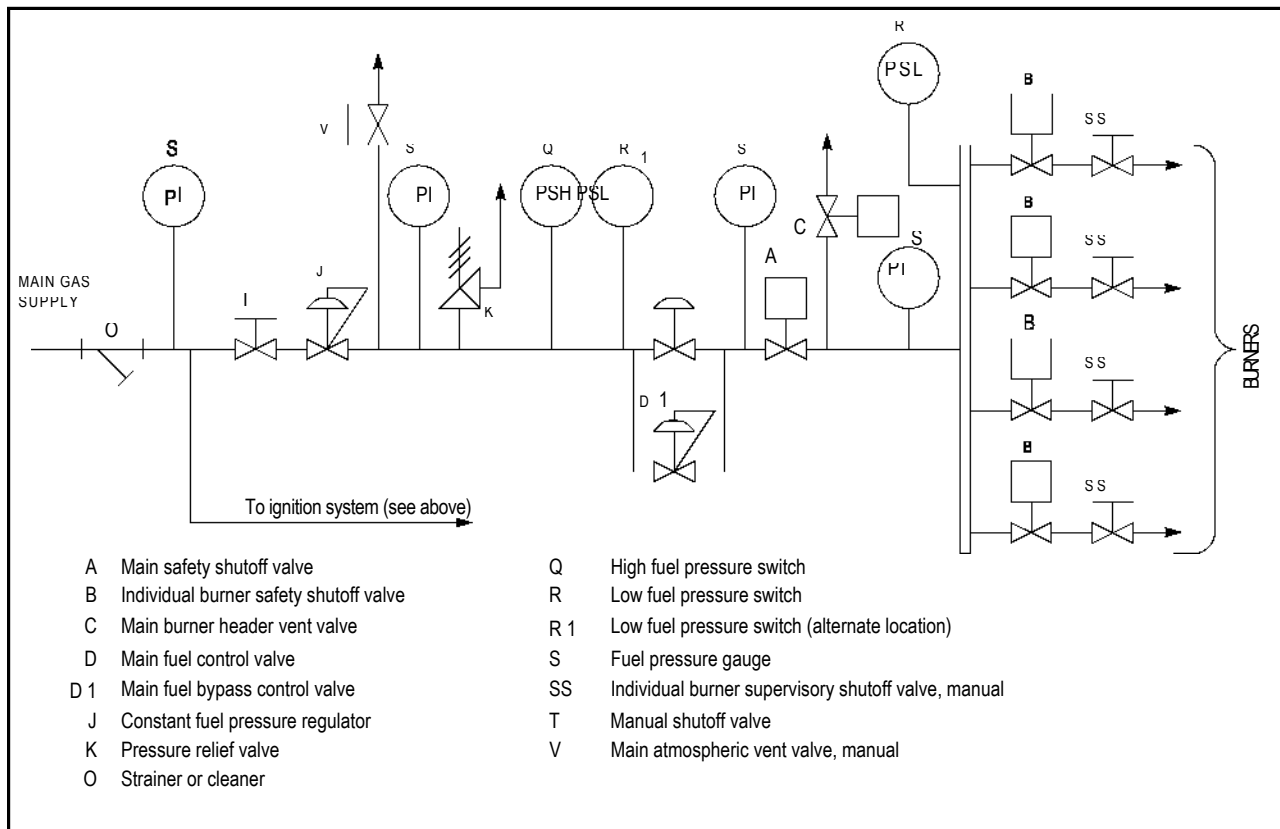 R
PSL
B
SS
V
S
PI
S
PI
Q
PSH
R 1
PSL
S
PI
C
A
S
PI
B
SS
MAIN GAS
SUPPLY
O
I
J
K
B
SS
BURNERS
D 1
B
SS
To ignition system (see above)
A Main safety shutoff valve
B Individual burner safety shutoff valve
C Main burner header vent valve
D Main fuel control valve
D 1 Main fuel bypass control valve
J Constant fuel pressure regulator
K Pressure relief valve
O Strainer or cleaner
Q High fuel pressure switch
R Low fuel pressure switch
R 1 Low fuel pressure switch (alternate location)
S Fuel pressure gauge
SS Individual burner supervisory shutoff valve, manual
T Manual shutoff valve
V Main atmospheric vent valve, manual